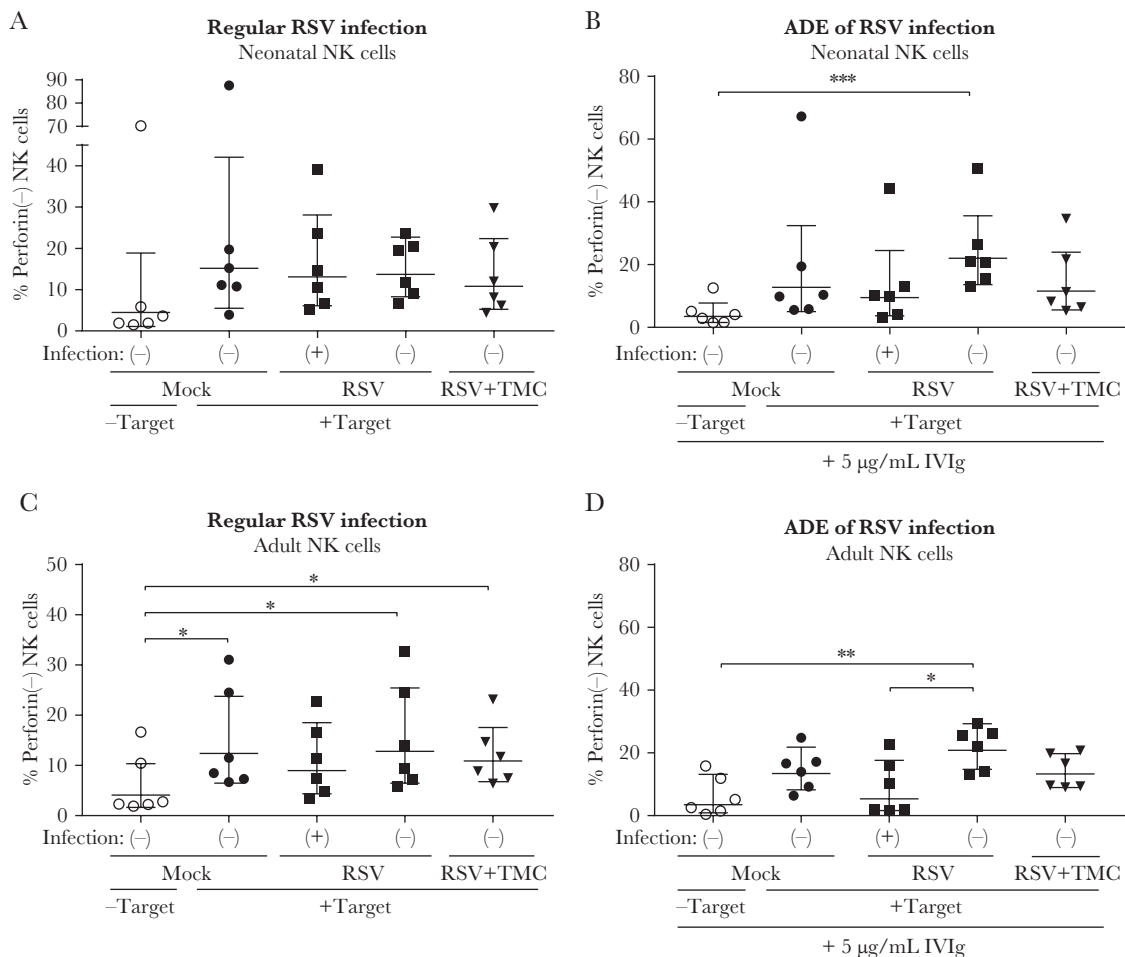 A
Regular RSV infection
Neonatal NK cells
% Perforin(–) NK cells
90
80
70
40
30
20
10
0
Infection: (–) (–) (+) (–) (–)
Mock RSV RSV+TMC
–Target +Target
B
ADE of RSV infection
Neonatal NK cells
% Perforin(–) NK cells
80
60
40
20
0
***
Infection: (–) (–) (+) (–) (–)
Mock RSV RSV+TMC
–Target +Target
+ 5 µg/mL IVIg
C
Regular RSV infection
Adult NK cells
% Perforin(–) NK cells
50
40
30
20
10
0
*
*
*
Infection: (–) (–) (+) (–) (–)
Mock RSV RSV+TMC
–Target +Target
D
ADE of RSV infection
Adult NK cells
% Perforin(–) NK cells
80
60
40
20
0
**
*
Infection: (–) (–) (+) (–) (–)
Mock RSV RSV+TMC
–Target +Target
+ 5 µg/mL IVIg